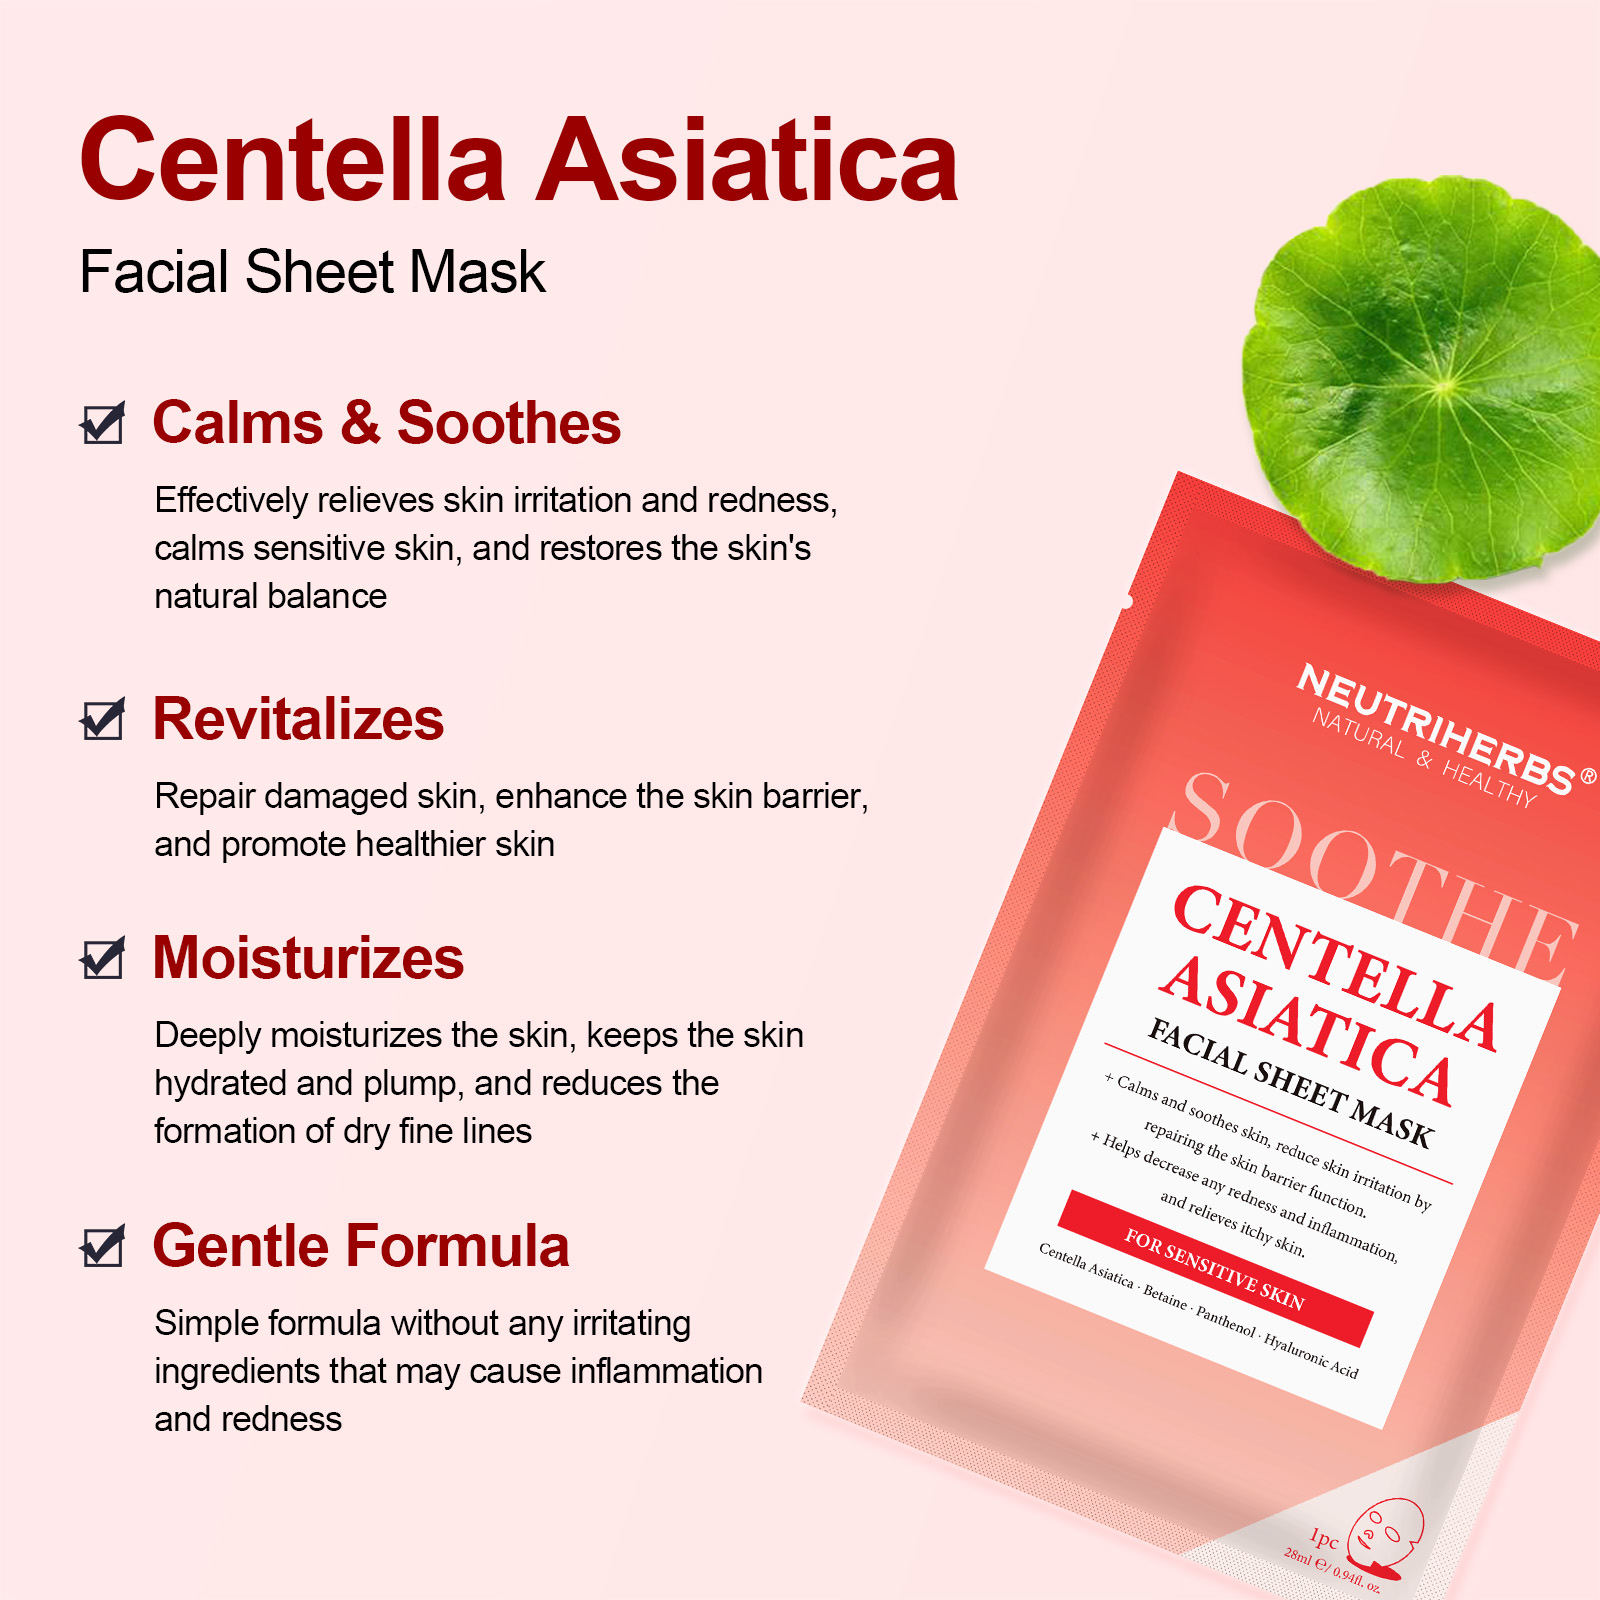 Centella Asiatica
Facial Sheet Mask
Calms & Soothes
Effectively relieves skin irritation and redness,
calms sensitive skin, and restores the skin's
natural balance
Revitalizes
Repair damaged skin, enhance the skin barrier,
and promote healthier skin
Moisturizes
Deeply moisturizes the skin, keeps the skin
hydrated and plump, and reduces the
formation of dry fine lines
Gentle Formula
Simple formula without any irritating
ingredients that may cause inflammation
and redness
NEUTRIHERBS®
NATURAL & HEALTHY
SOOTHE
CENTELLA
ASIATICA
FACIAL SHEET MASK
+ Calms and soothes skin, reduce skin irritation by
repairing the skin barrier function.
+ Helps decrease any redness and inflammation,
and relieves itchy skin.
FOR SENSITIVE SKIN
Centella Asiatica · Betaine · Panthenol · Hyaluronic Acid
1pc
28ml ℮/ 0.94fl. oz.